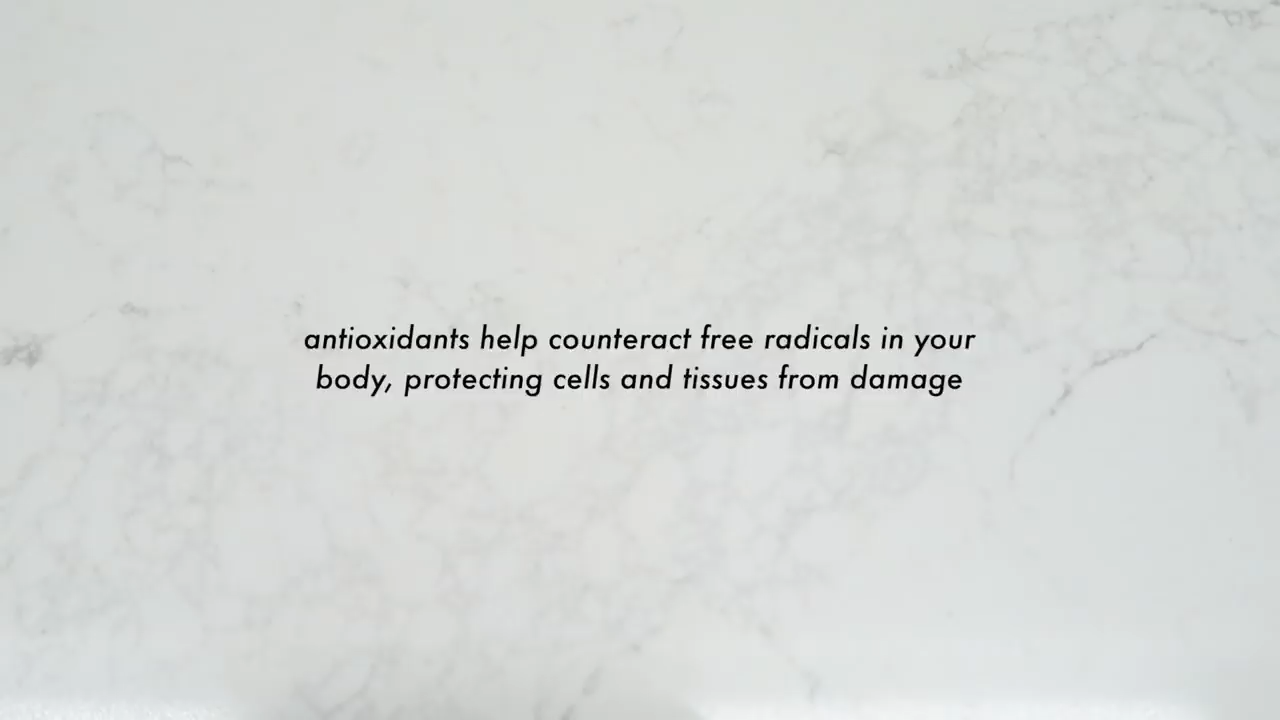 antioxidants help counteract free radicals in your
body, protecting cells and tissues from damage